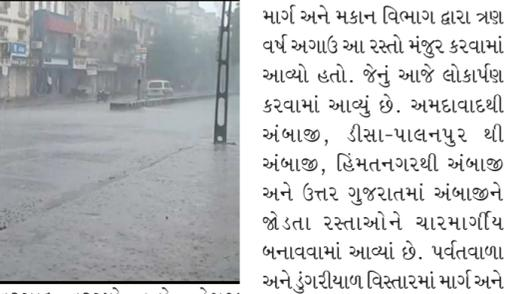 માર્ગ અને મકાન વિભાગ દ્વારા ત્રણ
વર્ષ અગાઉ આ રસ્તો મંજુર કરવામાં
આવ્યો હતો. જેનું આજે લોકાર્પણ
કરવામાં આવ્યું છે. અમદાવાદથી
અંબાજી, ડીસા-પાલનપુર થી
અંબાજી, હિંમતનગરથી અંબાજી
અને ઉત્તર ગુજરાતમાં અંબાજીને
જોડતા રસ્તાઓને ચારમાર્ગીય
બનાવવામાં આવ્યાં છે. પર્વતવાળા
અને ડુંગરીયાળ વિસ્તારમાં માર્ગ અને